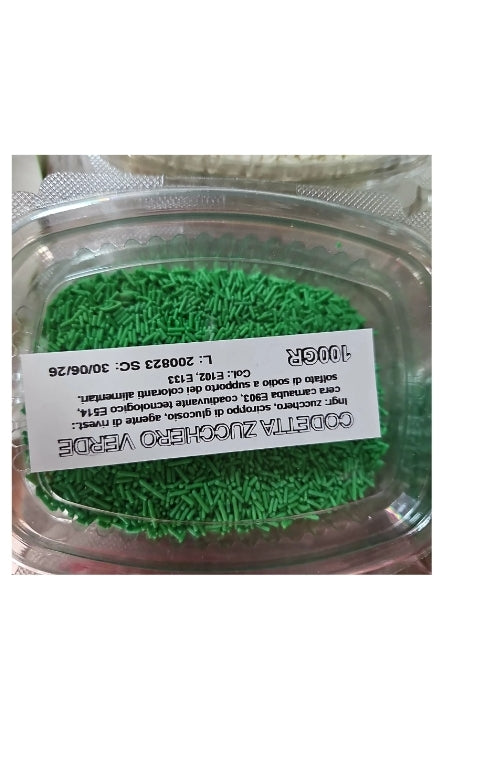 CODETTA ZUCCHERO VERDE
Ingr: zucchero, sciroppo di glucosio, agente di rivest.:
cera carnauba E903, coadiuvante tecnologico E514,
solfato di sodio a supporto dei coloranti alimentari.
Col.: E102, E133
100GR L: 200823 SC: 30/06/26